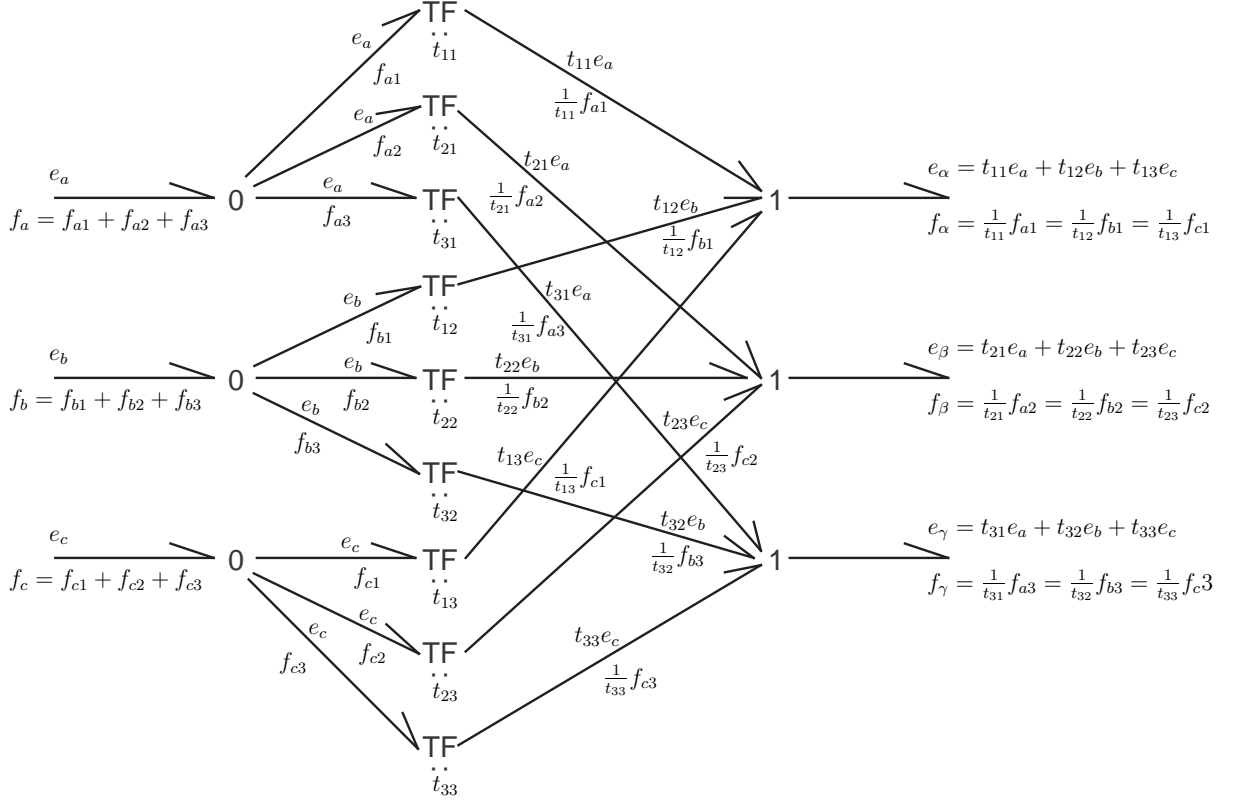 TF
e_a
t_{11}
t_{11}e_a
f_{a1}
\frac{1}{t_{11}}f_{a1}
TF
e_a
f_{a2}
t_{21}
t_{21}e_a
\frac{1}{t_{21}}f_{a2}
e_a
f_a = f_{a1} + f_{a2} + f_{a3}
0
e_a
f_{a3}
TF
t_{31}
t_{12}e_b
\frac{1}{t_{12}}f_{b1}
1
e_α = t_{11}e_a + t_{12}e_b + t_{13}e_c
f_α = \frac{1}{t_{11}}f_{a1} = \frac{1}{t_{12}}f_{b1} = \frac{1}{t_{13}}f_{c1}
e_b
f_{b1}
TF
t_{12}
t_{31}e_a
\frac{1}{t_{31}}f_{a3}
e_b
f_b = f_{b1} + f_{b2} + f_{b3}
0
e_b
f_{b2}
TF
t_{22}
t_{22}e_b
\frac{1}{t_{22}}f_{b2}
1
e_β = t_{21}e_a + t_{22}e_b + t_{23}e_c
f_β = \frac{1}{t_{21}}f_{a2} = \frac{1}{t_{22}}f_{b2} = \frac{1}{t_{23}}f_{c2}
e_b
f_{b3}
TF
t_{32}
t_{13}e_c
\frac{1}{t_{13}}f_{c1}
t_{23}e_c
\frac{1}{t_{23}}f_{c2}
t_{32}e_b
\frac{1}{t_{32}}f_{b3}
e_c
f_c = f_{c1} + f_{c2} + f_{c3}
0
e_c
f_{c1}
TF
t_{13}
1
e_γ = t_{31}e_a + t_{32}e_b + t_{33}e_c
f_γ = \frac{1}{t_{31}}f_{a3} = \frac{1}{t_{32}}f_{b3} = \frac{1}{t_{33}}f_c3
e_c
f_{c2}
TF
t_{23}
e_c
f_{c3}
t_{33}e_c
\frac{1}{t_{33}}f_{c3}
TF
t_{33}